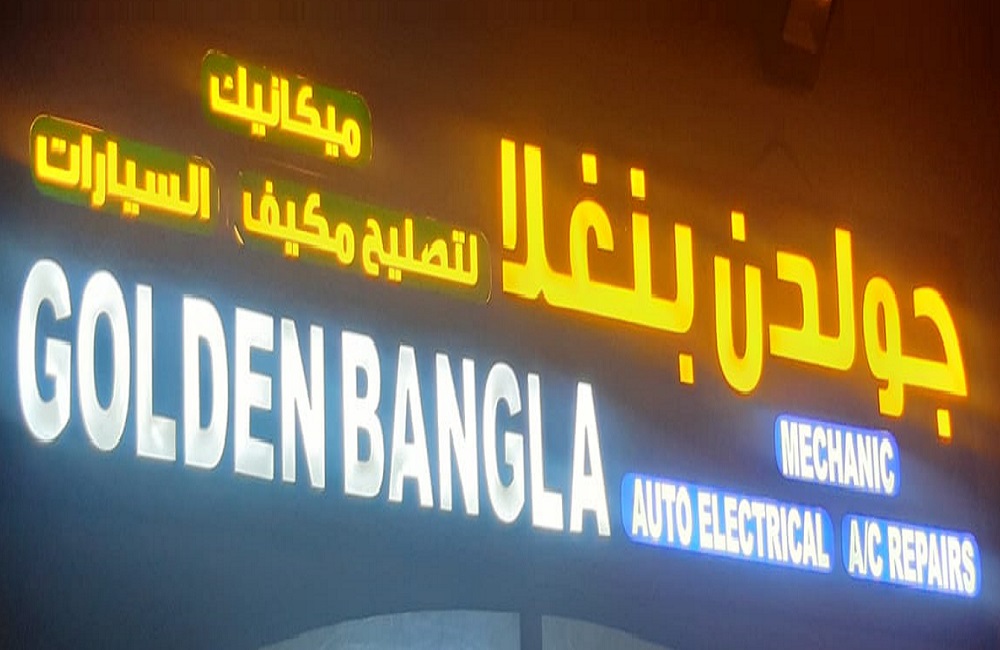 ميكانيك
جولدن بنغلا لتصليح مكيف السيارات
GOLDEN BANGLA
MECHANIC
AUTO ELECTRICAL A/C REPAIRS